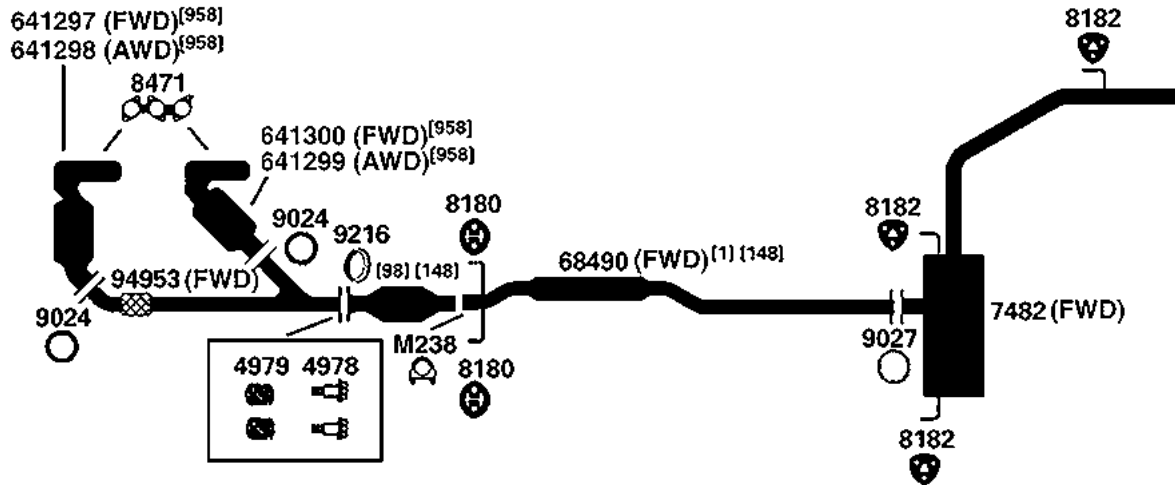 641297 (FWD)[958]
641298 (AWD)[958]
8471
8182
641300 (FWD)[958]
641299 (AWD)[958]
9024
9216
8180
8182
[98] [148]
68490 (FWD)[1] [148]
94953 (FWD)
9024
7482 (FWD)
M238
9027
4979 4978
8180
8182